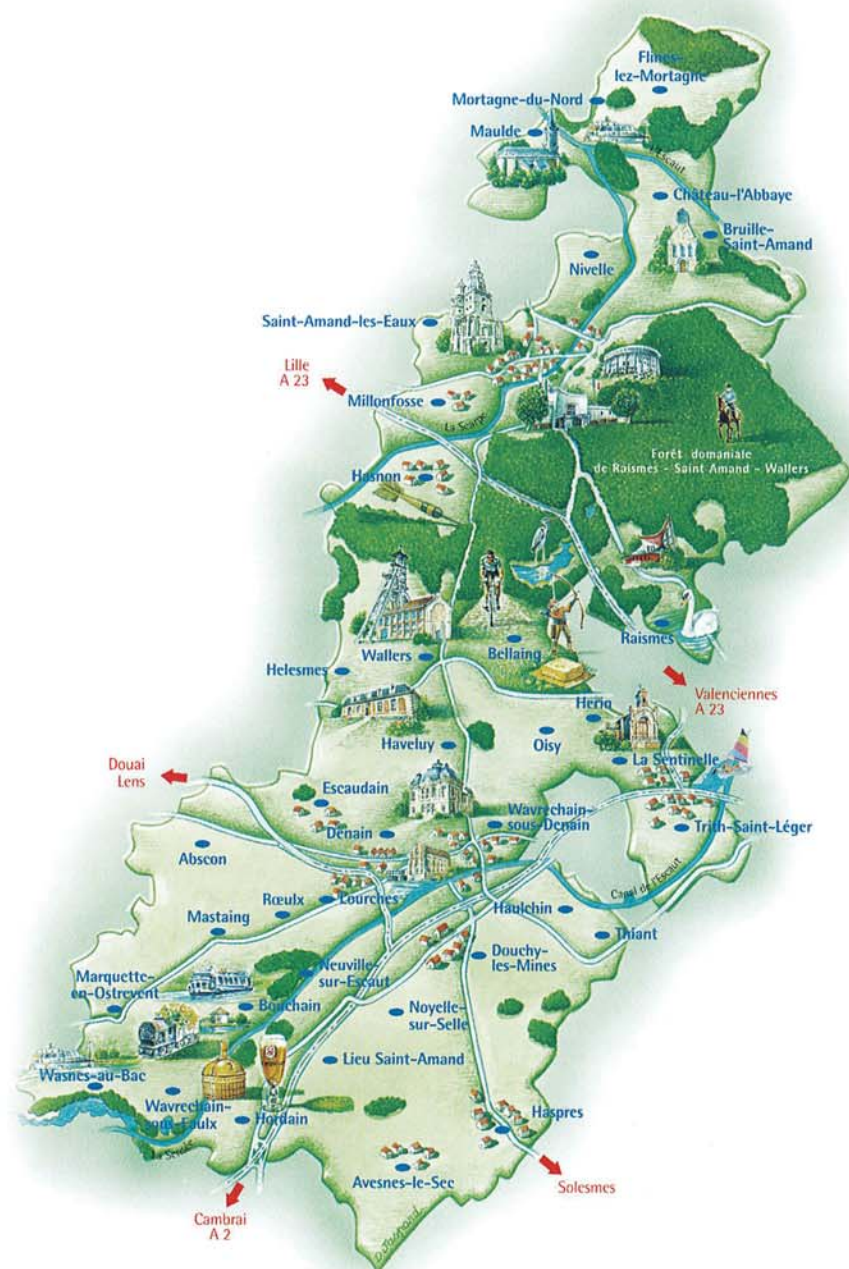 Flines-
lez-Mortagne
Mortagne-du-Nord
Maulde
L'Escaut
Château-l'Abbaye
Bruille-
Saint-Amand
Nivelle
Saint-Amand-les-Eaux
Lille
A 23
Millonfosse
La Scarpe
Forêt domaniale
de Raismes - Saint Amand - Wallers
Hasnon
Raismes
Bellaing
Wallers
Helesmes
Valenciennes
A 23
Herin
Oisy
Haveluy
La Sentinelle
Douai
Lens
Escaudain
Wavrechain-
sous-Denain
Denain
Trith-Saint-Léger
Abscon
Canal de l'Escaut
Rœulx
Lourches
Haulchin
Mastaing
Thiant
Douchy-
les-Mines
Neuville-
sur-Escaut
Marquette-
en-Ostrevent
Bouchain
Noyelle-
sur-Selle
Lieu Saint-Amand
Wasnes-au-Bac
Wavrechain-
sous-Faulx
Hordain
Haspres
La Sensée
Avesnes-le-Sec
Solesmes
Cambrai
A 2